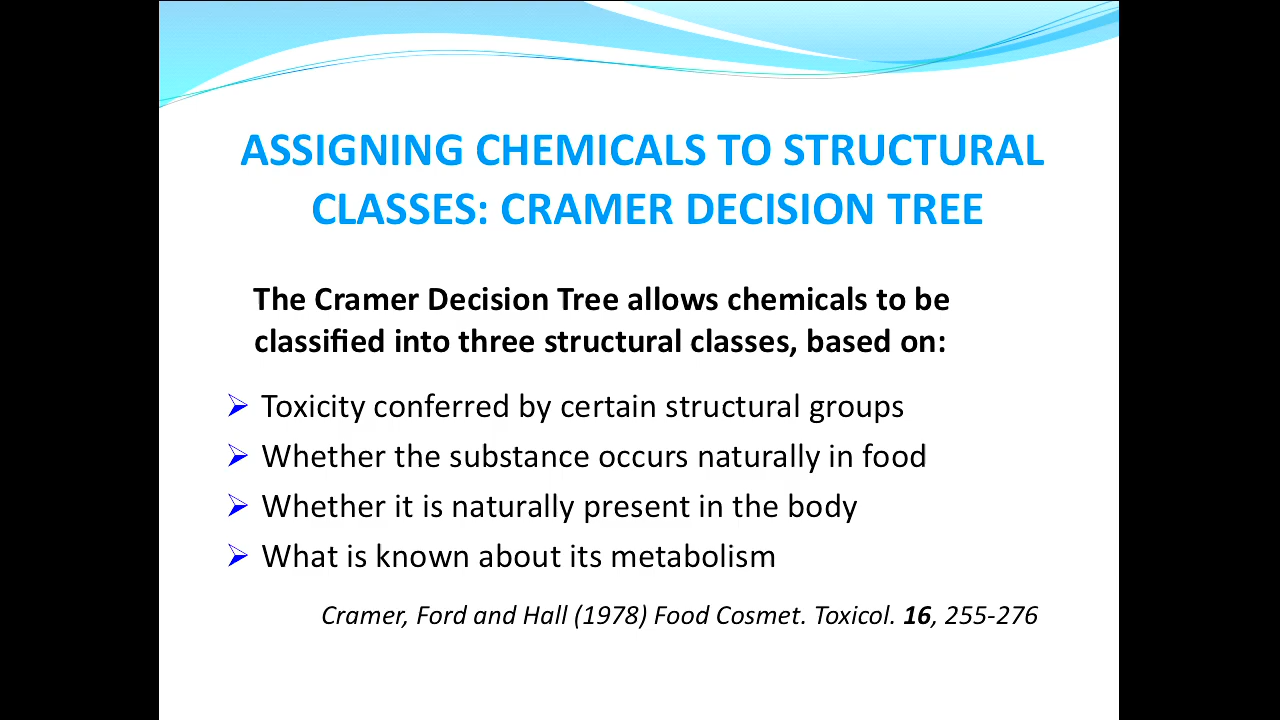 ASSIGNING CHEMICALS TO STRUCTURAL
CLASSES: CRAMER DECISION TREE
The Cramer Decision Tree allows chemicals to be
classified into three structural classes, based on:
Toxicity conferred by certain structural groups
Whether the substance occurs naturally in food
Whether it is naturally present in the body
What is known about its metabolism
Cramer, Ford and Hall (1978) Food Cosmet. Toxicol. 16, 255-276